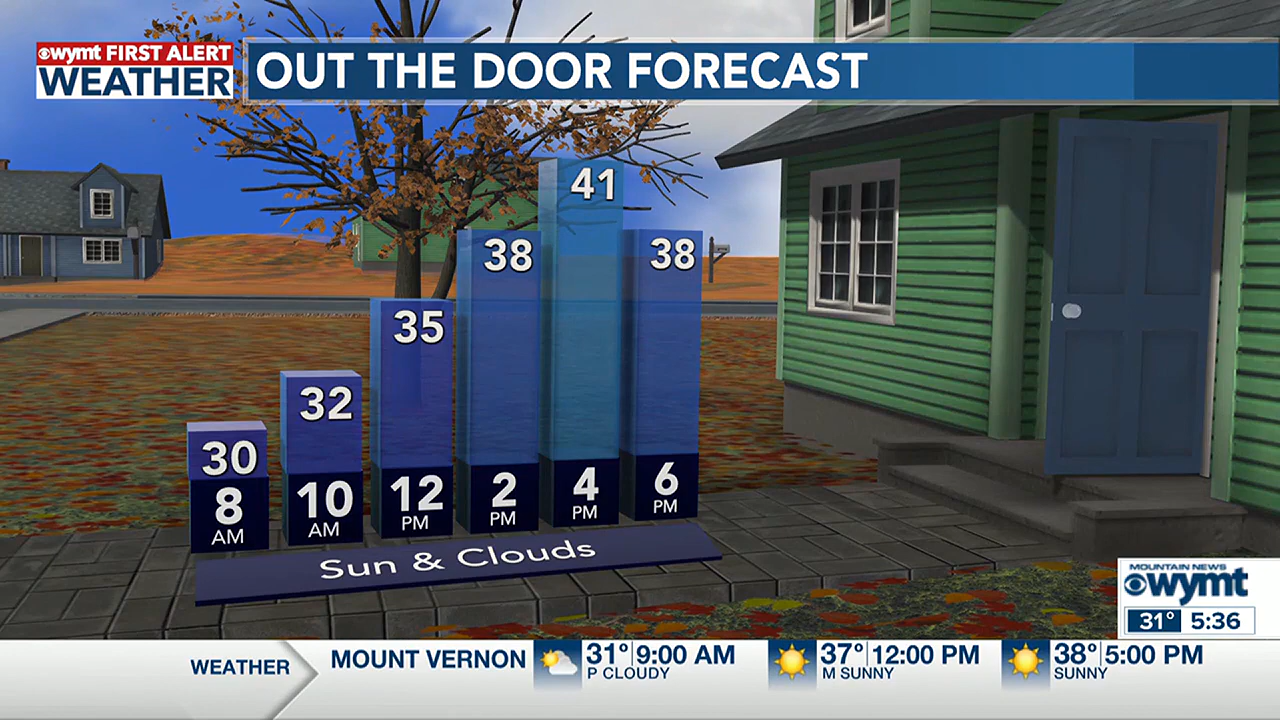 wymt FIRST ALERT
WEATHER
OUT THE DOOR FORECAST
41
38
38
35
32
30
8
AM
10
AM
12
PM
2
PM
4
PM
6
PM
Sun & Clouds
MOUNTAIN NEWS
wymt
31° 5:36
WEATHER
MOUNT VERNON
31° 9:00 AM
P CLOUDY
37° 12:00 PM
M SUNNY
38° 5:00 PM
SUNNY